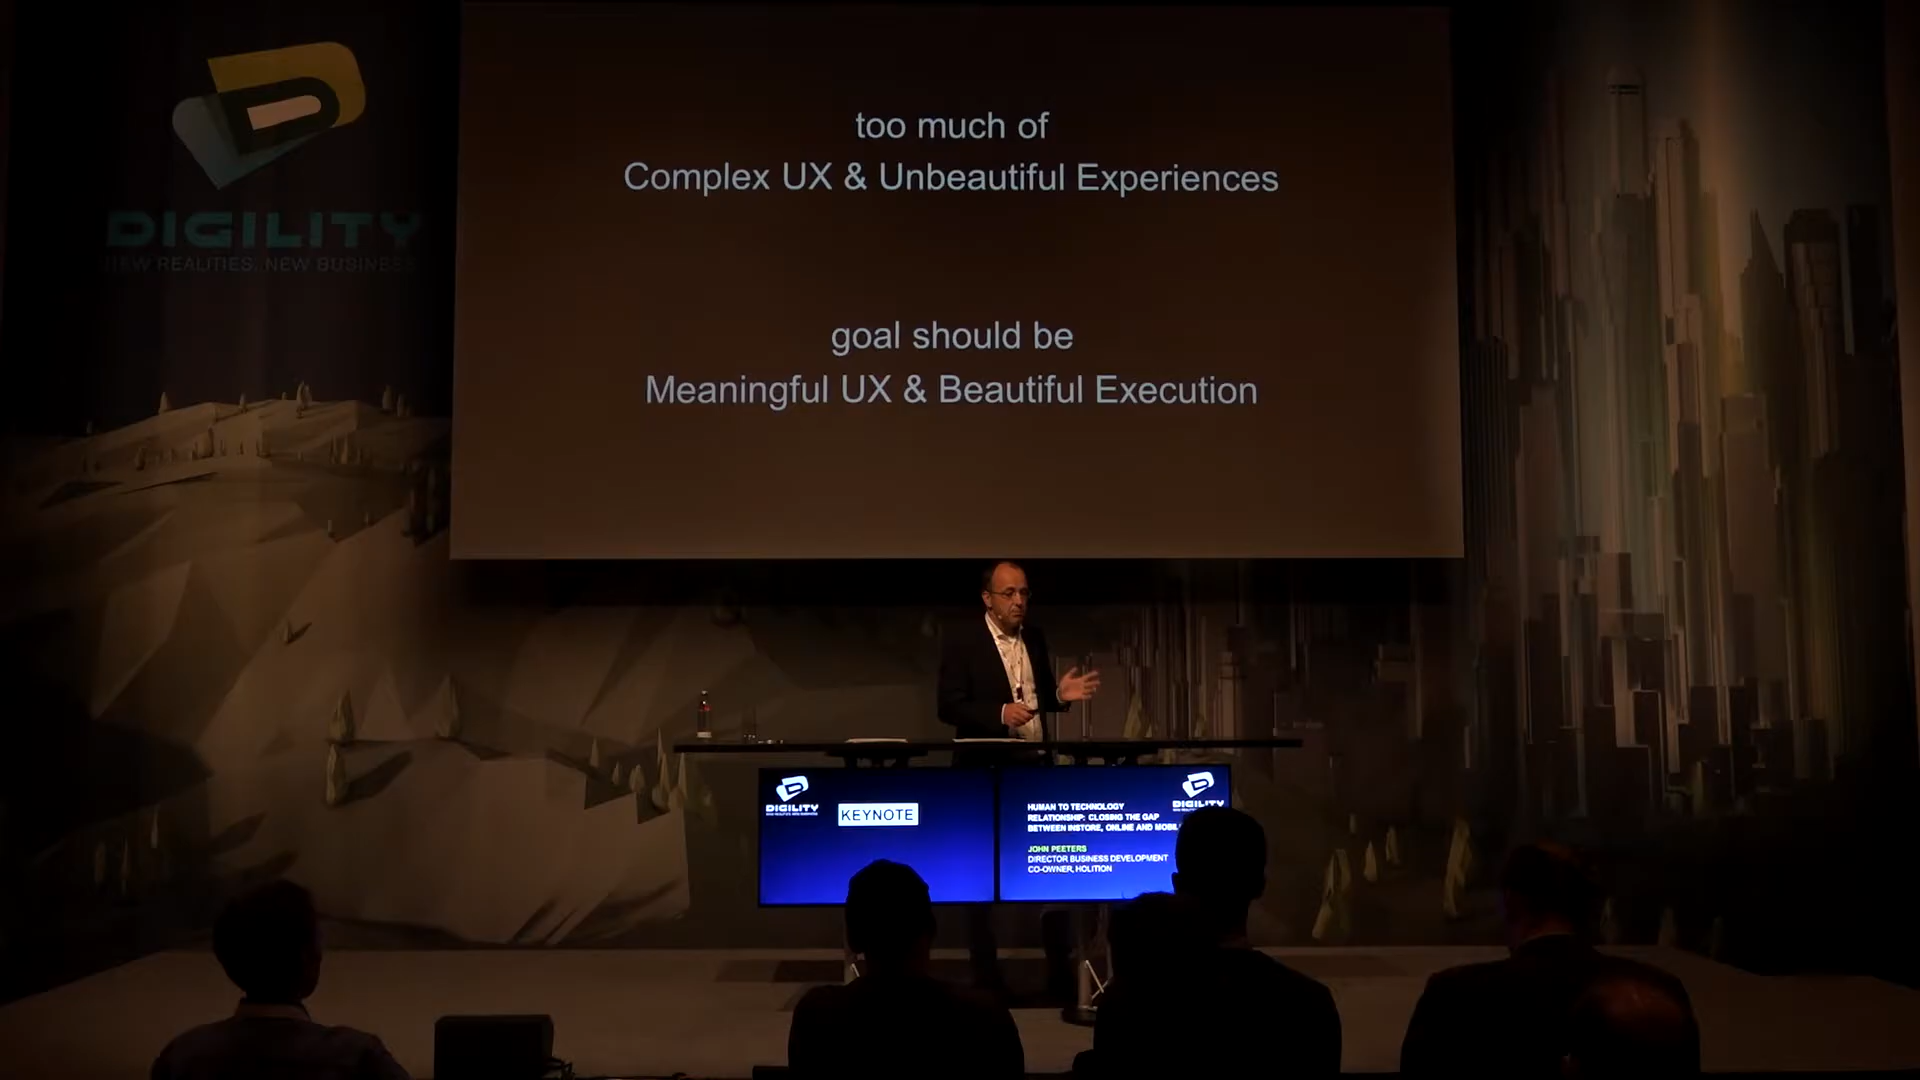 too much of
Complex UX & Unbeautiful Experiences
goal should be
Meaningful UX & Beautiful Execution
DIGILITY
NEW REALITIES. NEW BUSINESS
DIGILITY
KEYNOTE
DIGILITY
HUMAN TO TECHNOLOGY
RELATIONSHIP: CLOSING THE GAP
BETWEEN INSTORE, ONLINE AND
JOHN PEETERS
DIRECTOR BUSINESS DEVELOPMENT
CO-OWNER, HOLITION